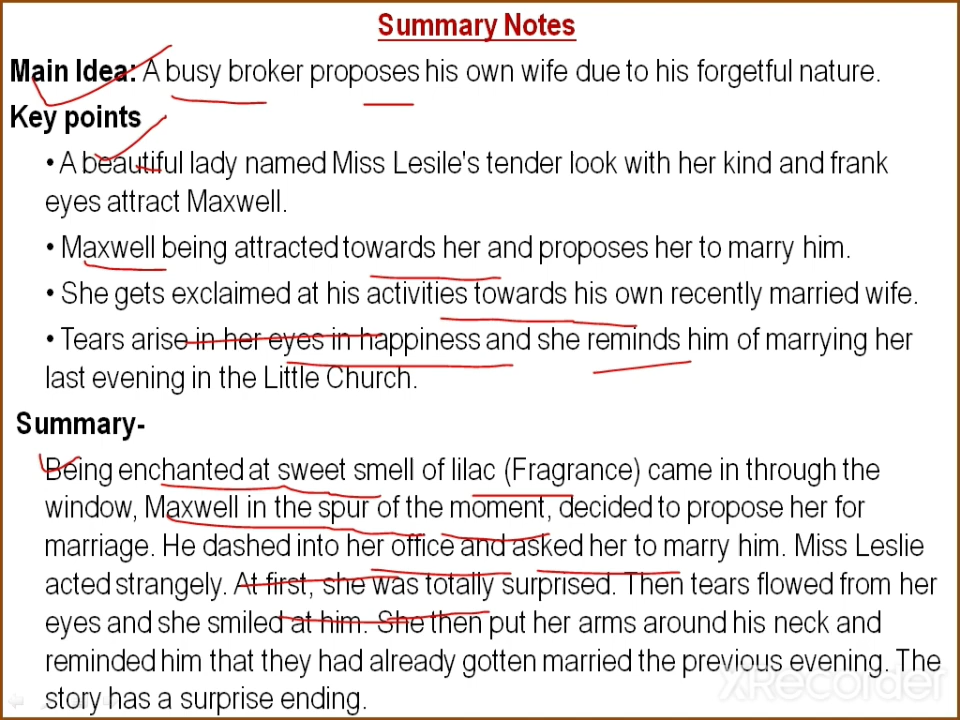 Summary Notes
Main Idea: A busy broker proposes his own wife due to his forgetful nature.
Key points
• A beautiful lady named Miss Lesile's tender look with her kind and frank
eyes attract Maxwell.
• Maxwell being attracted towards her and proposes her to marry him.
• She gets exclaimed at his activities towards his own recently married wife.
• Tears arise in her eyes in happiness and she reminds him of marrying her
last evening in the Little Church.
Summary-
Being enchanted at sweet smell of lilac (Fragrance) came in through the
window, Maxwell in the spur of the moment, decided to propose her for
marriage. He dashed into her office and asked her to marry him. Miss Leslie
acted strangely. At first, she was totally surprised. Then tears flowed from her
eyes and she smiled at him. She then put her arms around his neck and
reminded him that they had already gotten married the previous evening. The
story has a surprise ending.
XRecorder